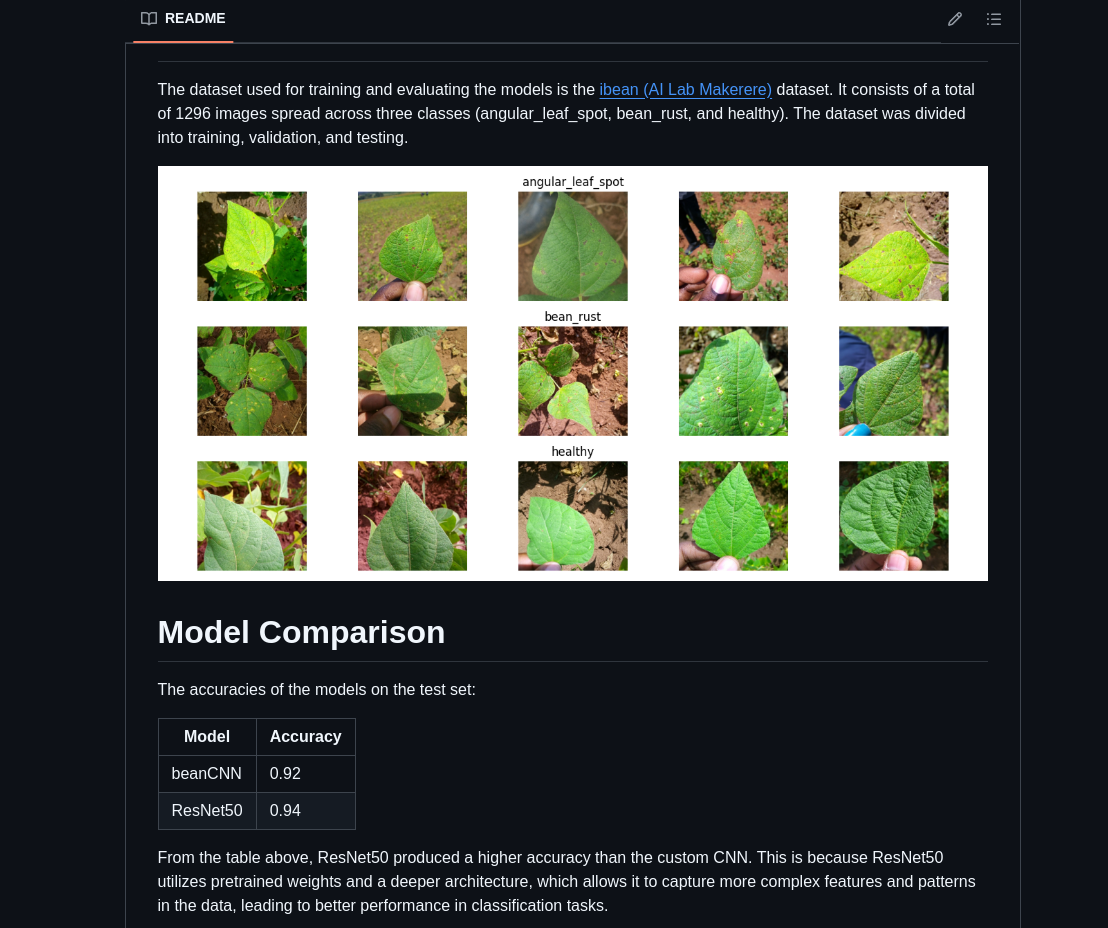 README
The dataset used for training and evaluating the models is the ibean (AI Lab Makerere) dataset. It consists of a total
of 1296 images spread across three classes (angular_leaf_spot, bean_rust, and healthy). The dataset was divided
into training, validation, and testing.
angular_leaf_spot
bean_rust
healthy
Model Comparison
The accuracies of the models on the test set:
Model Accuracy
beanCNN 0.92
ResNet50 0.94
From the table above, ResNet50 produced a higher accuracy than the custom CNN. This is because ResNet50
utilizes pretrained weights and a deeper architecture, which allows it to capture more complex features and patterns
in the data, leading to better performance in classification tasks.